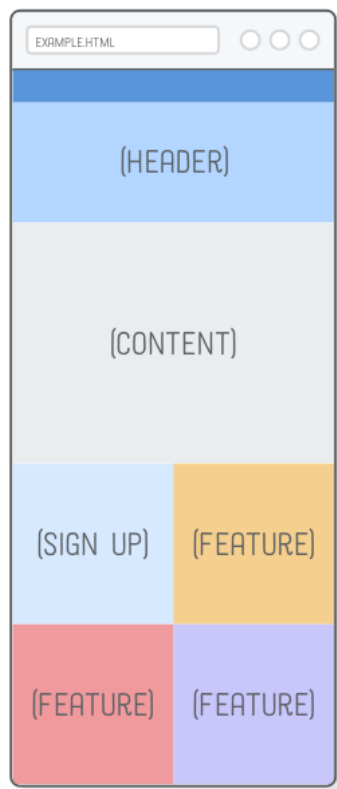 EXAMPLE.HTML
(HEADER)
(CONTENT)
(SIGN UP) (FEATURE)
(FEATURE) (FEATURE)